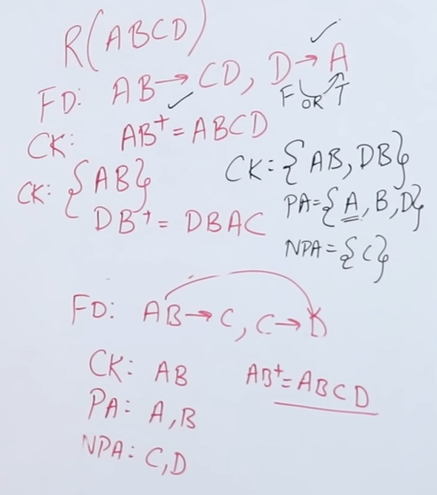 R(ABCD)
FD: AB→CD, D→A
F OR T
CK: AB⁺=ABCD
CK: {AB}
DB⁺= DBAC
CK={AB, DB}
PA={A, B, D}
NPA={C}
FD: AB→C, C→D
CK: AB
AB⁺=ABCD
PA: A,B
NPA: C,D